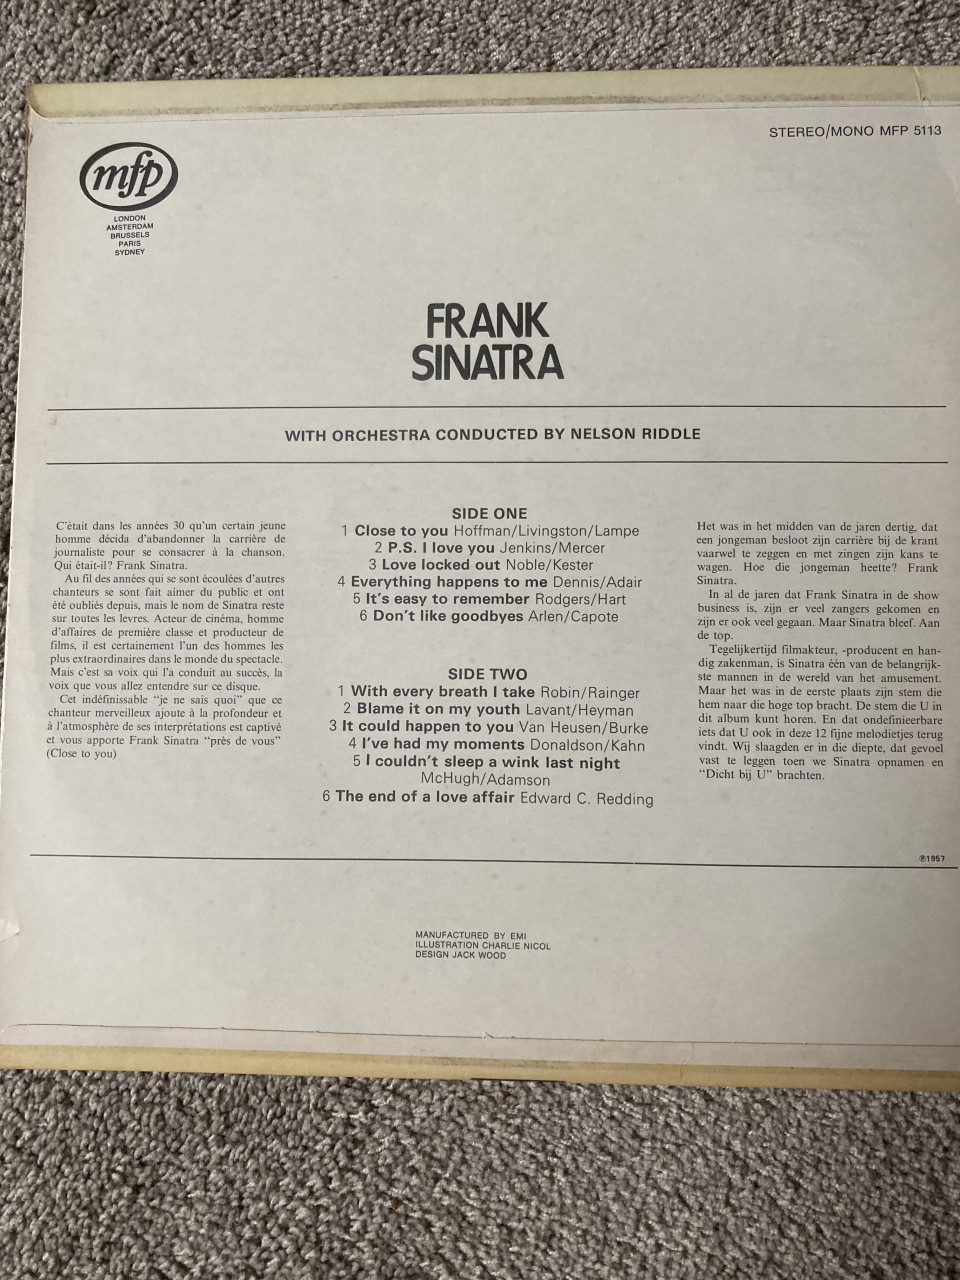 STEREO/MONO MFP 5113
mfp
LONDON
AMSTERDAM
BRUSSELS
PARIS
SYDNEY
FRANK
SINATRA
WITH ORCHESTRA CONDUCTED BY NELSON RIDDLE
C'était dans les années 30 qu'un certain jeune
homme décida d'abandonner la carrière de
journaliste pour se consacrer à la chanson.
Qui était-il? Frank Sinatra.
Au fil des années qui se sont écoulées d'autres
chanteurs se sont fait aimer du public et ont
été oubliés depuis, mais le nom de Sinatra reste
sur toutes les levres. Acteur de cinéma, homme
d'affaires de première classe et producteur de
films, il est certainement l'un des hommes les
plus extraordinaires dans le monde du spectacle.
Mais c'est sa voix qui l'a conduit au succès, la
voix que vous allez entendre sur ce disque.
Cet indéfinissable “je ne sais quoi” que ce
chanteur merveilleux ajoute à la profondeur et
à l'atmosphère de ses interprétations est captivé
et vous apporte Frank Sinatra “près de vous”
(Close to you)
SIDE ONE
1 Close to you Hoffman/Livingston/Lampe
2 P.S. I love you Jenkins/Mercer
3 Love locked out Noble/Kester
4 Everything happens to me Dennis/Adair
5 It's easy to remember Rodgers/Hart
6 Don't like goodbyes Arlen/Capote
SIDE TWO
1 With every breath I take Robin/Rainger
2 Blame it on my youth Lavant/Heyman
3 It could happen to you Van Heusen/Burke
4 I've had my moments Donaldson/Kahn
5 I couldn't sleep a wink last night
McHugh/Adamson
6 The end of a love affair Edward C. Redding
Het was in het midden van de jaren dertig, dat
een jongeman besloot zijn carrière bij de krant
vaarwel te zeggen en met zingen zijn kans te
wagen. Hoe die jongeman heette? Frank
Sinatra.
In al de jaren dat Frank Sinatra in de show
business is, zijn er veel zangers gekomen en
zijn er ook veel gegaan. Maar Sinatra bleef. Aan
de top.
Tegelijkertijd filmakteur, -producent en han-
dig zakenman, is Sinatra één van de belangrijk-
ste mannen in de wereld van het amusement.
Maar het was in de eerste plaats zijn stem die
hem naar die hoge top bracht. De stem die U in
dit album kunt horen. En dat ondefinieerbare
iets dat U ook in deze 12 fijne melodietjes terug
vindt. Wij slaagden er in die diepte, dat gevoel
vast te leggen toen we Sinatra opnamen en
“Dicht bij U” brachten.
℗1957
MANUFACTURED BY EMI
ILLUSTRATION CHARLIE NICOL
DESIGN JACK WOOD